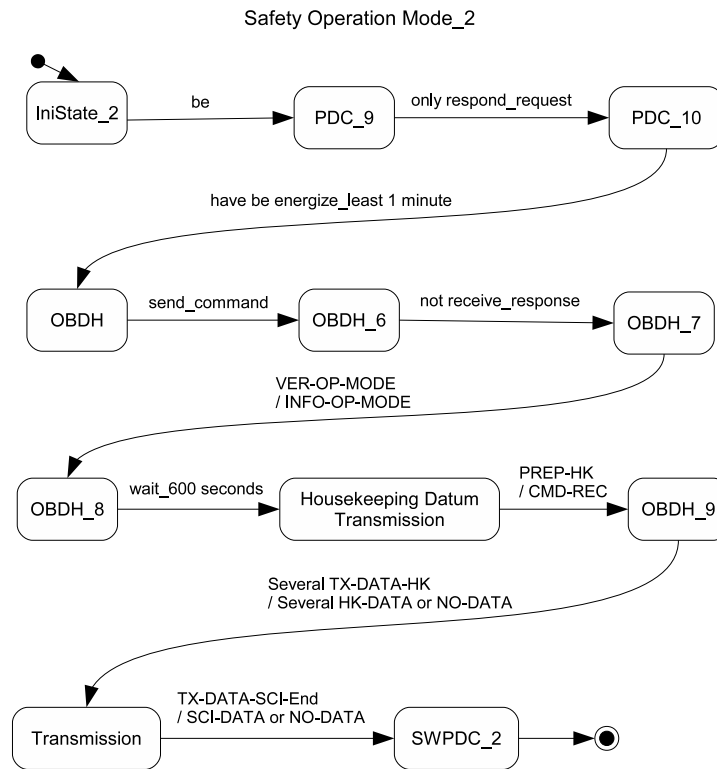 Safety Operation Mode_2
IniState_2
be
PDC_9
only respond_request
PDC_10
have be energize_least 1 minute
OBDH
send_command
OBDH_6
not receive_response
OBDH_7
VER-OP-MODE
/ INFO-OP-MODE
OBDH_8
wait_600 seconds
Housekeeping Datum
Transmission
PREP-HK
/ CMD-REC
OBDH_9
Several TX-DATA-HK
/ Several HK-DATA or NO-DATA
Transmission
TX-DATA-SCI-End
/ SCI-DATA or NO-DATA
SWPDC_2